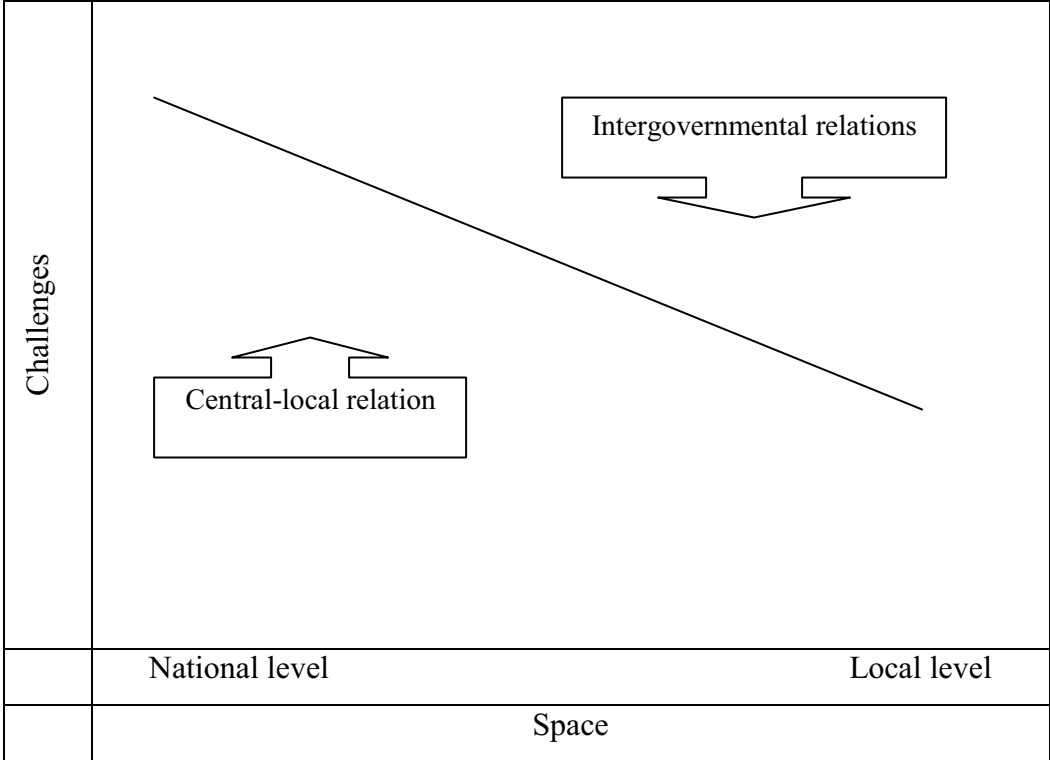 Intergovernmental relations
Challenges
Central-local relation
National level
Local level
Space